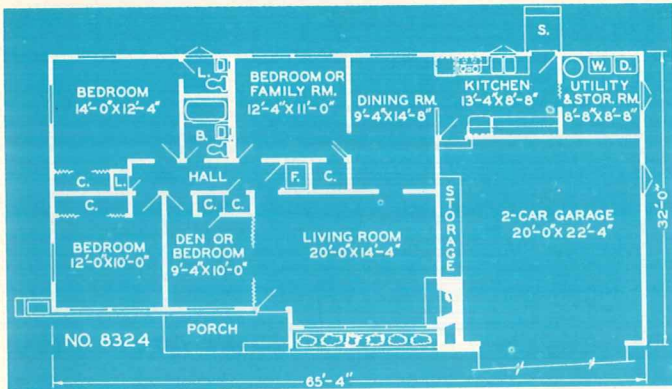 S.
BEDROOM
14'-0"X12'-4"
L.
BEDROOM OR
FAMILY RM.
12'-4"X11'-0"
DINING RM.
9'-4"X14'-8"
KITCHEN
13'-4"X8'-8"
W. D.
UTILITY
& STOR. RM.
8'-8"X8'-8"
B.
HALL
C. L.
F. C.
C.
C. C.
BEDROOM
12'-0"X10'-0"
DEN OR
BEDROOM
9'-4"X10'-0"
LIVING ROOM
20'-0"X14'-4"
STORAGE
2-CAR GARAGE
20'-0"X22'-4"
32'-0"
NO. 8324
PORCH
65'-4"